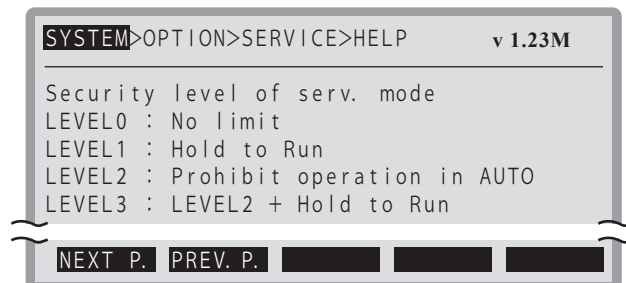 SYSTEM>OPTION>SERVICE>HELP v 1.23M
Security level of serv. mode
LEVEL0 : No limit
LEVEL1 : Hold to Run
LEVEL2 : Prohibit operation in AUTO
LEVEL3 : LEVEL2 + Hold to Run
NEXT P. PREV. P.